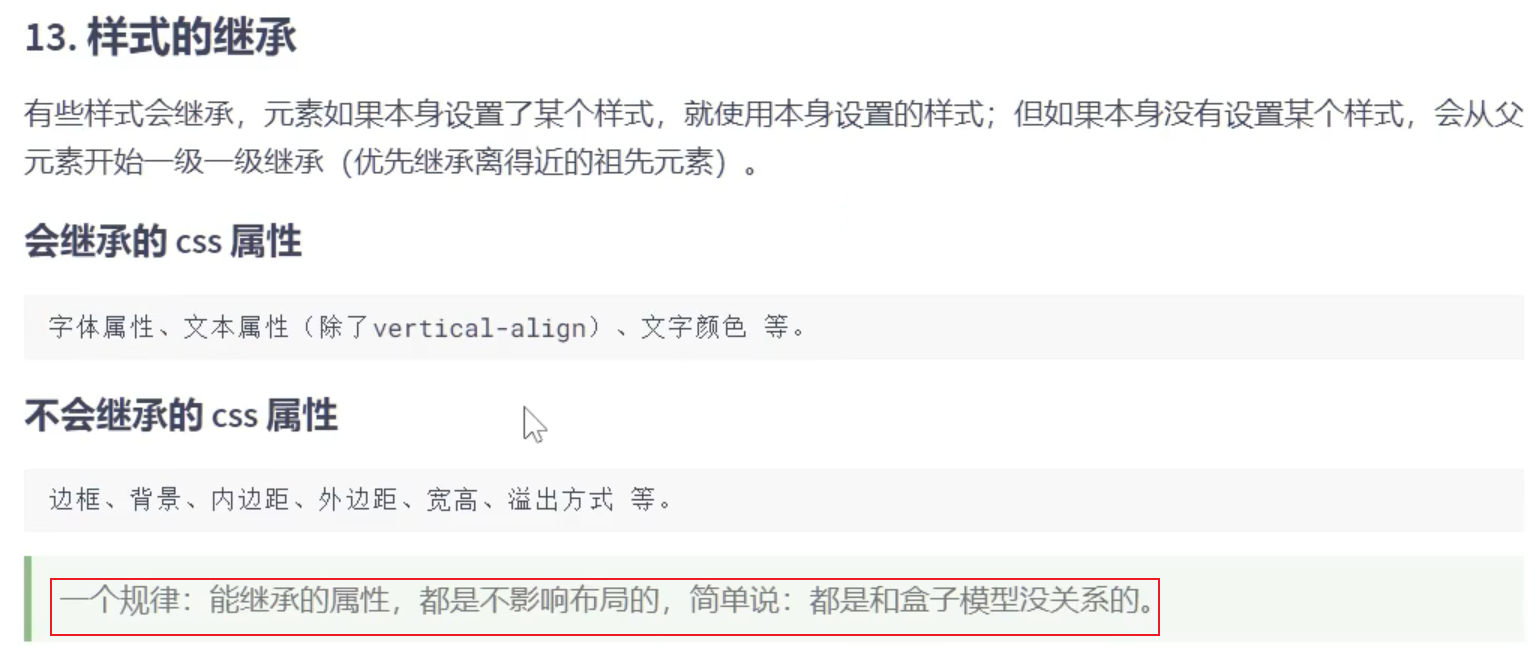 13. 样式的继承
有些样式会继承，元素如果本身设置了某个样式，就使用本身设置的样式；但如果本身没有设置某个样式，会从父
元素开始一级一级继承（优先继承离得近的祖先元素）。
会继承的 css 属性
字体属性、文本属性（除了vertical-align）、文字颜色 等。
不会继承的 css 属性
边框、背景、内边距、外边距、宽高、溢出方式 等。
一个规律：能继承的属性，都是不影响布局的，简单说：都是和盒子模型没关系的。